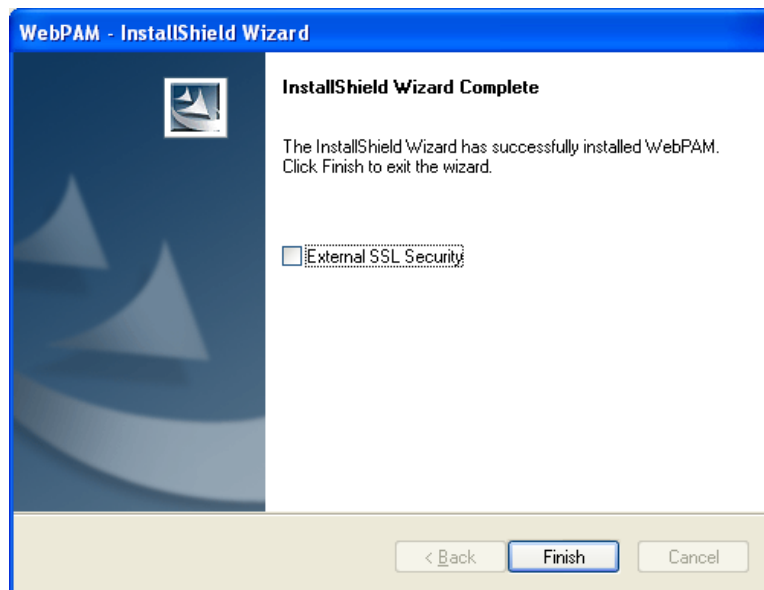 WebPAM - InstallShield Wizard
InstallShield Wizard Complete
The InstallShield Wizard has successfully installed WebPAM.
Click Finish to exit the wizard.
External SSL Security
< Back Finish Cancel